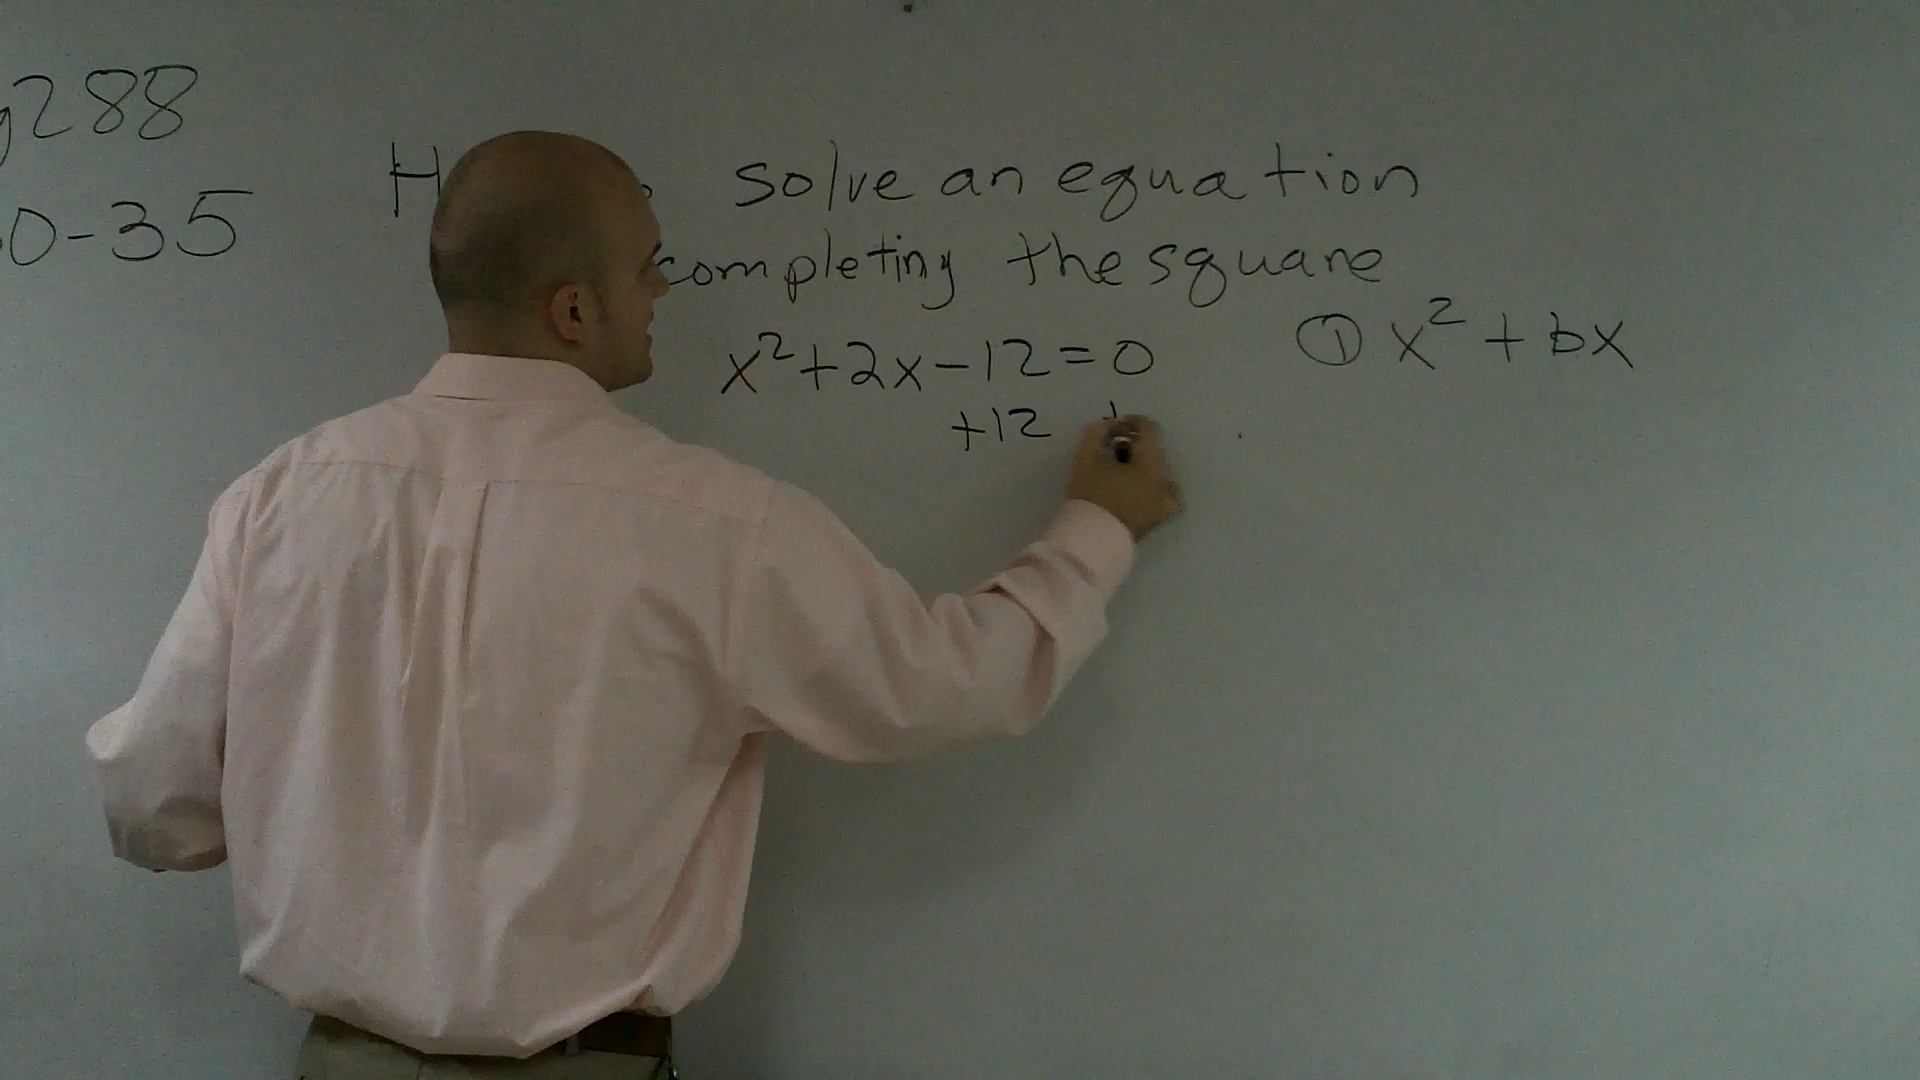 288
0-35
solve an equation
completing the square
x²+2x-12=0
+12 +
① x² + bx